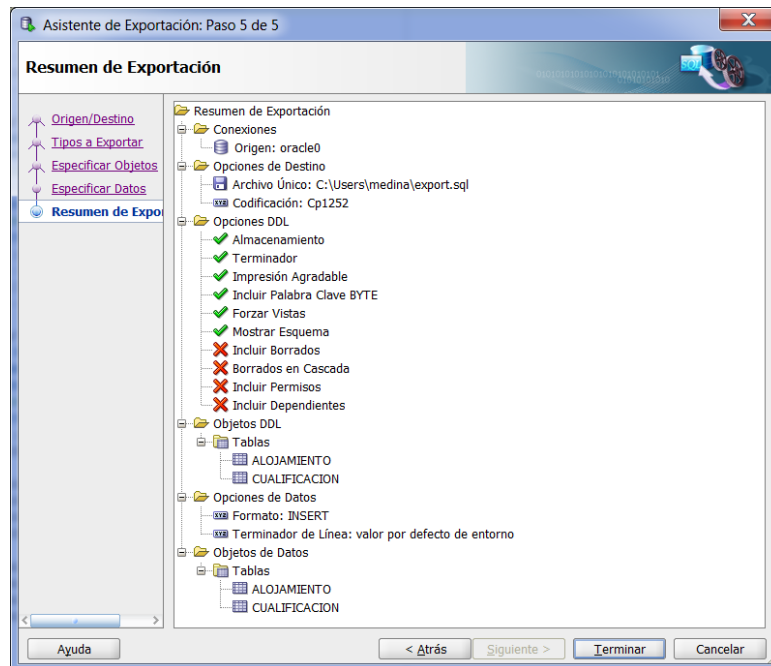 Asistente de Exportación: Paso 5 de 5
Resumen de Exportación
SQL
Origen/Destino
Tipos a Exportar
Especificar Objetos
Especificar Datos
Resumen de Expo
Resumen de Exportación
Conexiones
Origen: oracle0
Opciones de Destino
Archivo Único: C:\Users\medina\export.sql
Codificación: Cp1252
Opciones DDL
Almacenamiento
Terminador
Impresión Agradable
Incluir Palabra Clave BYTE
Forzar Vistas
Mostrar Esquema
Incluir Borrados
Borrados en Cascada
Incluir Permisos
Incluir Dependientes
Objetos DDL
Tablas
ALOJAMIENTO
CUALIFICACION
Opciones de Datos
Formato: INSERT
Terminador de Línea: valor por defecto de entorno
Objetos de Datos
Tablas
ALOJAMIENTO
CUALIFICACION
Ayuda
< Atrás
Siguiente >
Terminar
Cancelar